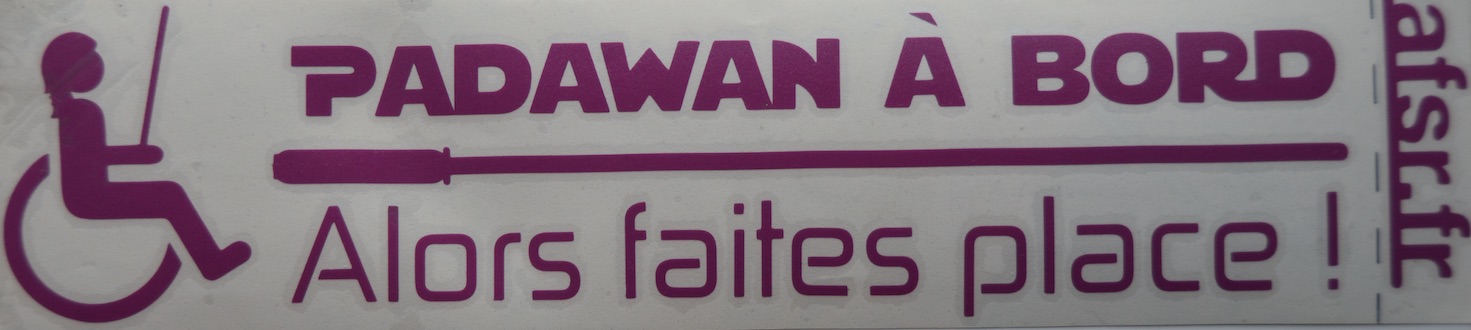 PADAWAN À BORD
Alors faites place !
afsr.fr